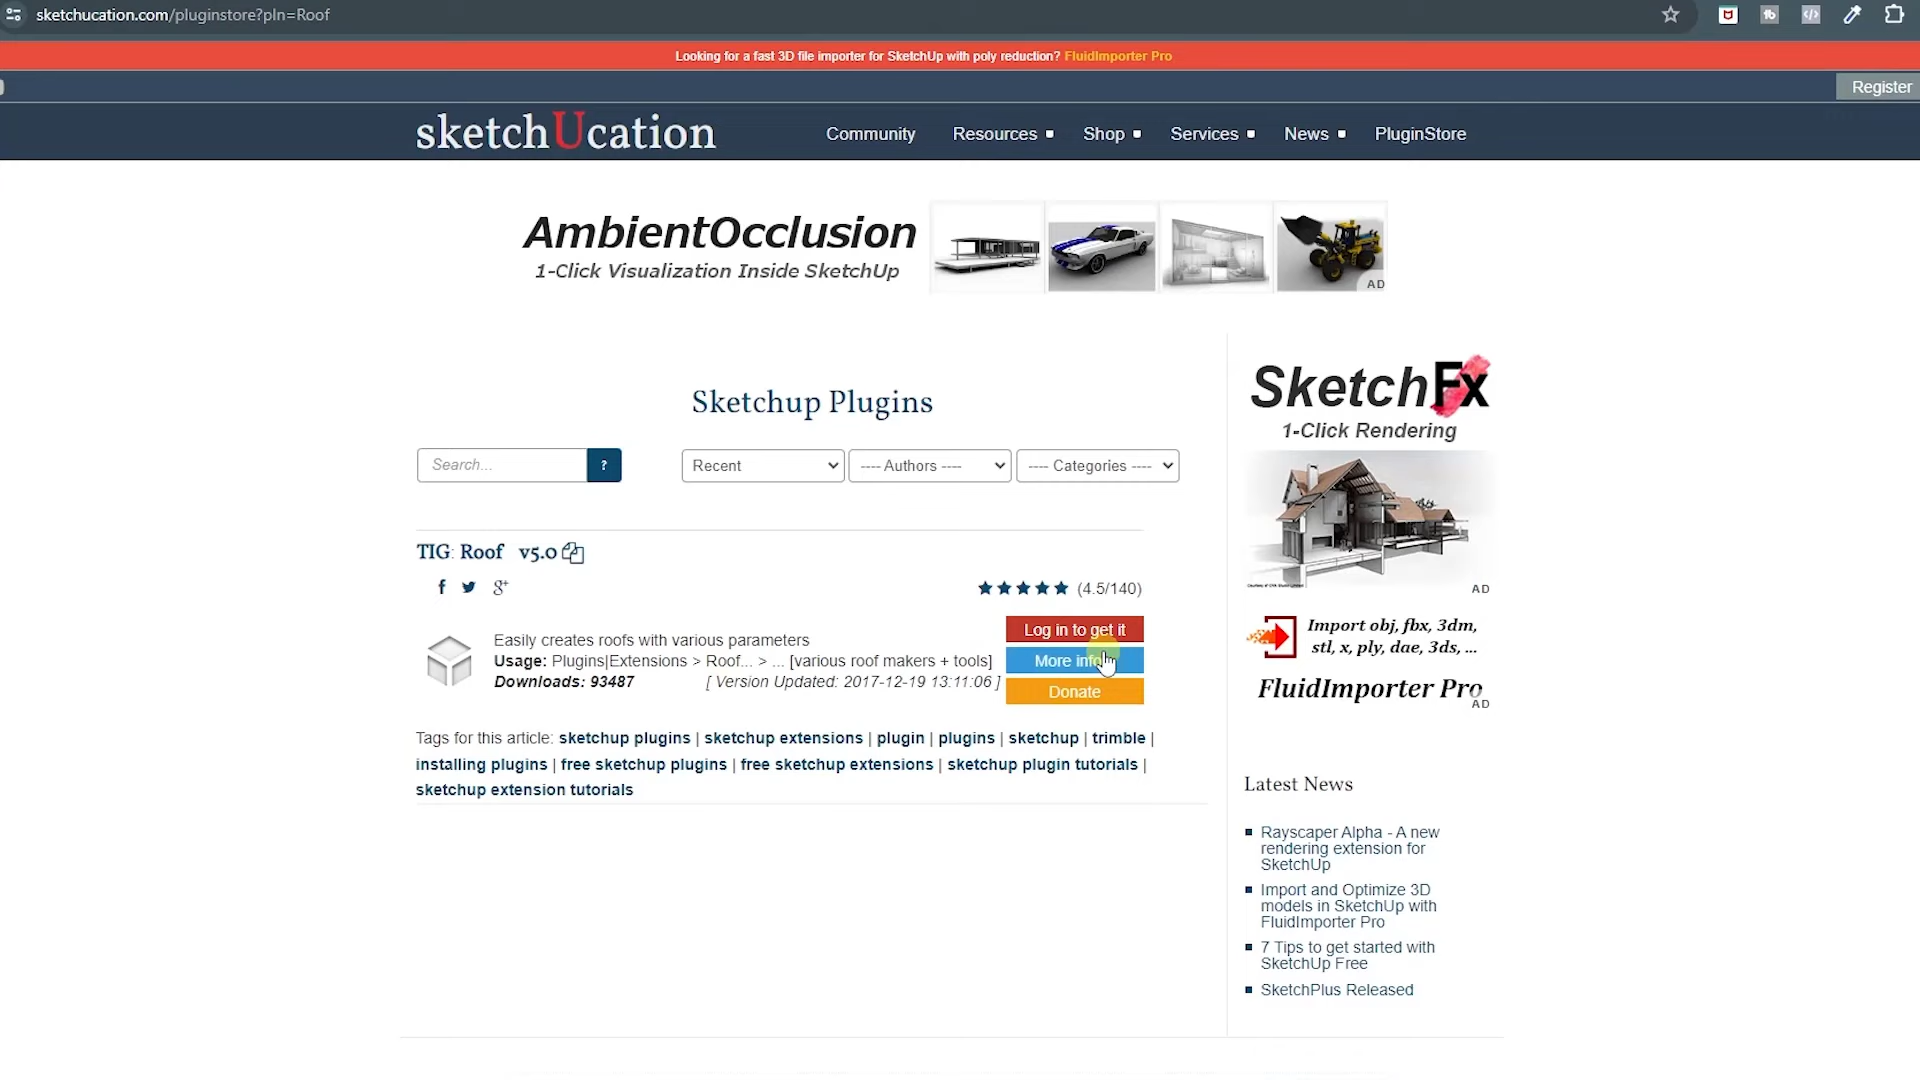 sketchucation.com/pluginstore?pln=Roof
Looking for a fast 3D file importer for SketchUp with poly reduction? FluidImporter Pro
Register
sketchUcation
Community Resources Shop Services News PluginStore
AmbientOcclusion
1-Click Visualization Inside SketchUp
AD
Sketchup Plugins
Search... ? Recent ---- Authors ---- ---- Categories ----
TIG: Roof v5.0
f g+
(4.5/140)
Log in to get it
Easily creates roofs with various parameters
Usage: Plugins|Extensions > Roof... > ... [various roof makers + tools]
More info
Downloads: 93487 [ Version Updated: 2017-12-19 13:11:06 ]
Donate
Tags for this article: sketchup plugins | sketchup extensions | plugin | plugins | sketchup | trimble |
installing plugins | free sketchup plugins | free sketchup extensions | sketchup plugin tutorials |
sketchup extension tutorials
SketchFx
1-Click Rendering
AD
Import obj, fbx, 3dm,
stl, x, ply, dae, 3ds, ...
FluidImporter Pro
AD
Latest News
Rayscaper Alpha - A new
rendering extension for
SketchUp
Import and Optimize 3D
models in SketchUp with
FluidImporter Pro
7 Tips to get started with
SketchUp Free
SketchPlus Released